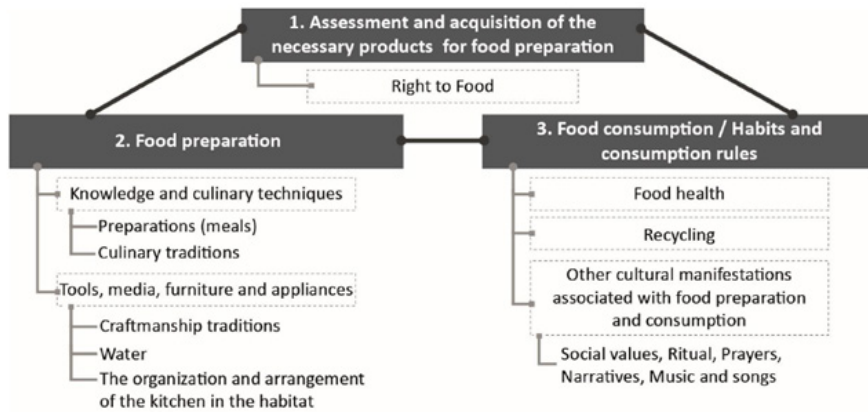 1. Assessment and acquisition of the
necessary products for food preparation
Right to Food
2. Food preparation
Knowledge and culinary techniques
Preparations (meals)
Culinary traditions
Tools, media, furniture and appliances
Craftmanship traditions
Water
The organization and arrangement
of the kitchen in the habitat
3. Food consumption / Habits and
consumption rules
Food health
Recycling
Other cultural manifestations
associated with food preparation
and consumption
Social values, Ritual, Prayers,
Narratives, Music and songs